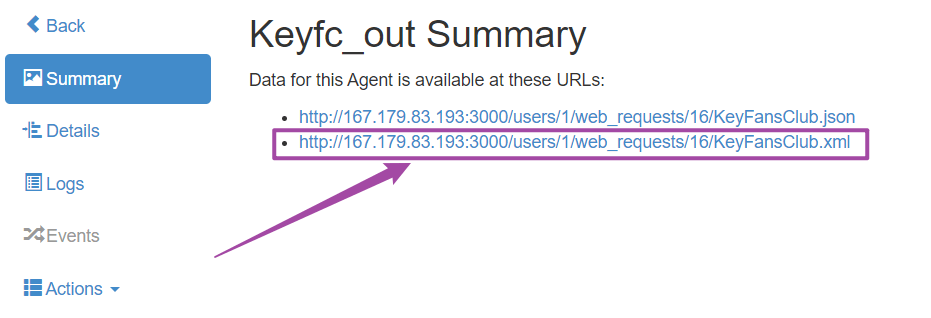 Back
Summary
Details
Logs
Events
Actions
Keyfc_out Summary
Data for this Agent is available at these URLs:
http://167.179.83.193:3000/users/1/web_requests/16/KeyFansClub.json
http://167.179.83.193:3000/users/1/web_requests/16/KeyFansClub.xml